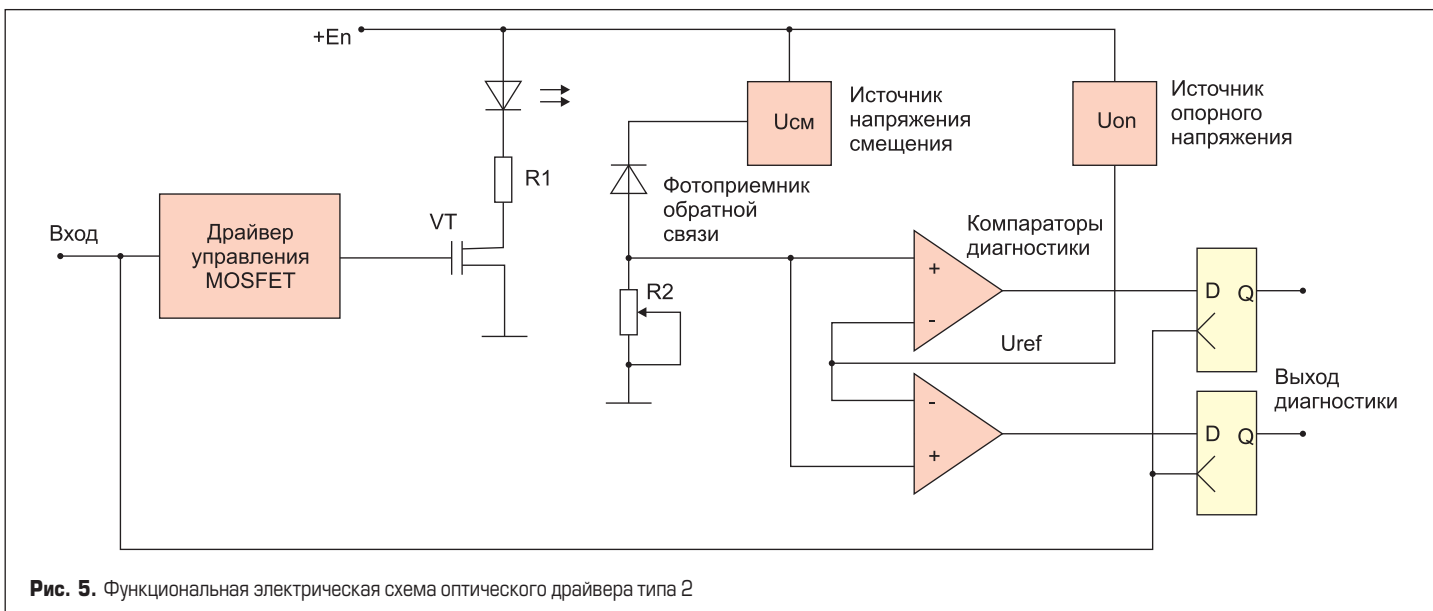 +En
Uсм
Источник
напряжения
смещения
Uon
Источник
опорного
напряжения
R1
Фотоприемник
обратной
связи
VT
Вход
Драйвер
управления
MOSFET
Компараторы
диагностики
+
-
R2
D Q
Uref
Выход
диагностики
-
+
D Q
Рис. 5. Функциональная электрическая схема оптического драйвера типа 2